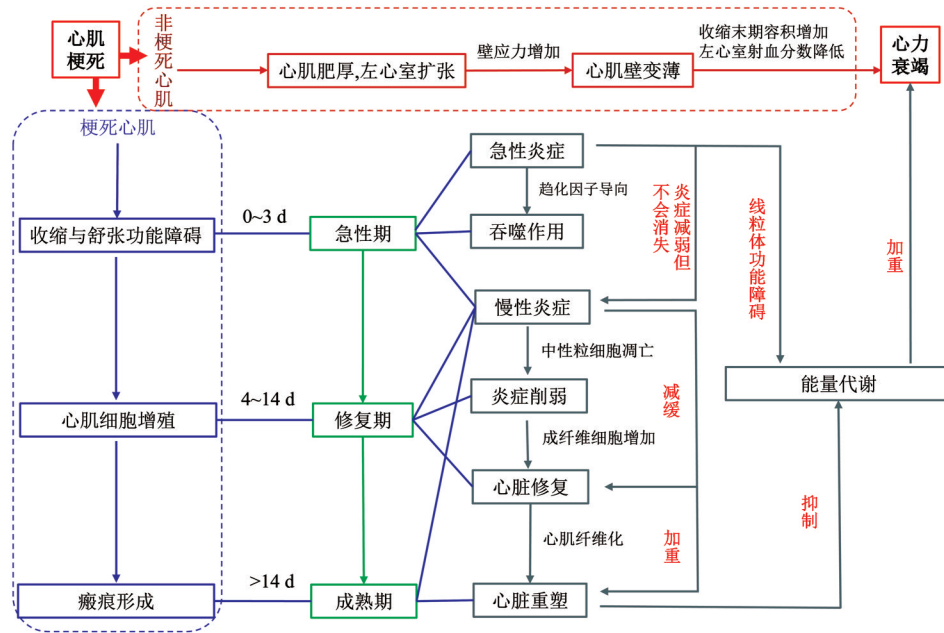 心肌
梗死
非梗死心肌
心肌肥厚,左心室扩张
壁应力增加
心肌壁变薄
收缩末期容积增加
左心室射血分数降低
心力
衰竭
梗死心肌
急性炎症
趋化因子导向
吞噬作用
收缩与舒张功能障碍
0~3 d
急性期
炎症减弱但
不会消失
线粒体功能障碍
加重
慢性炎症
中性粒细胞凋亡
炎症削弱
减缓
能量代谢
心肌细胞增殖
4~14 d
修复期
成纤维细胞增加
心脏修复
心肌纤维化
加重
抑制
瘢痕形成
>14 d
成熟期
心脏重塑